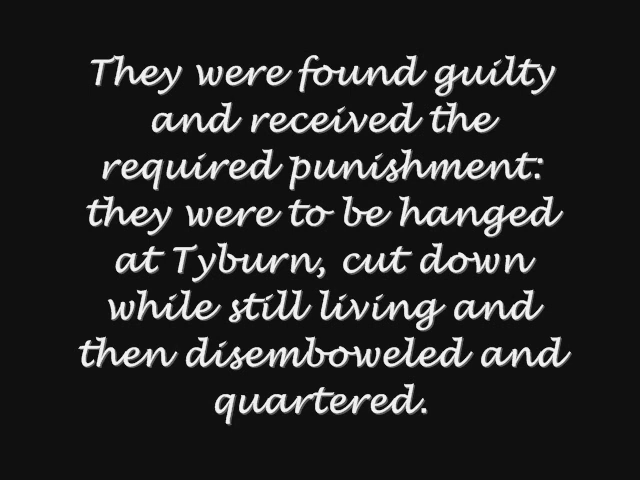 They were found guilty
and received the
required punishment:
they were to be hanged
at Tyburn, cut down
while still living and
then disemboweled and
quartered.